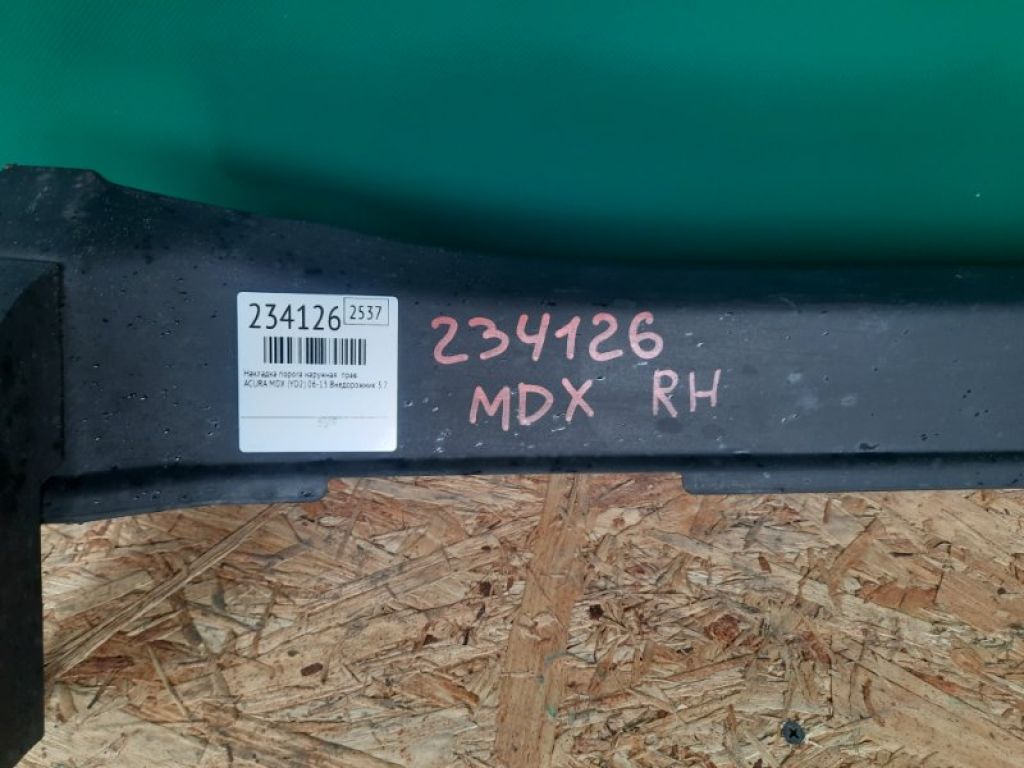 234126 2537
Накладка порога наружная прав
ACURA MDX (YD2) 06-13 Внедорожник 3.7
234126
MDX RH